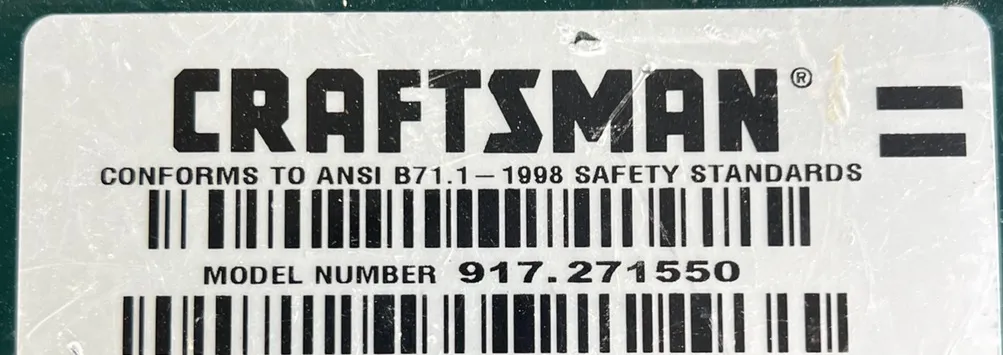 CRAFTSMAN®
CONFORMS TO ANSI B71.1–1998 SAFETY STANDARDS
MODEL NUMBER 917.271550